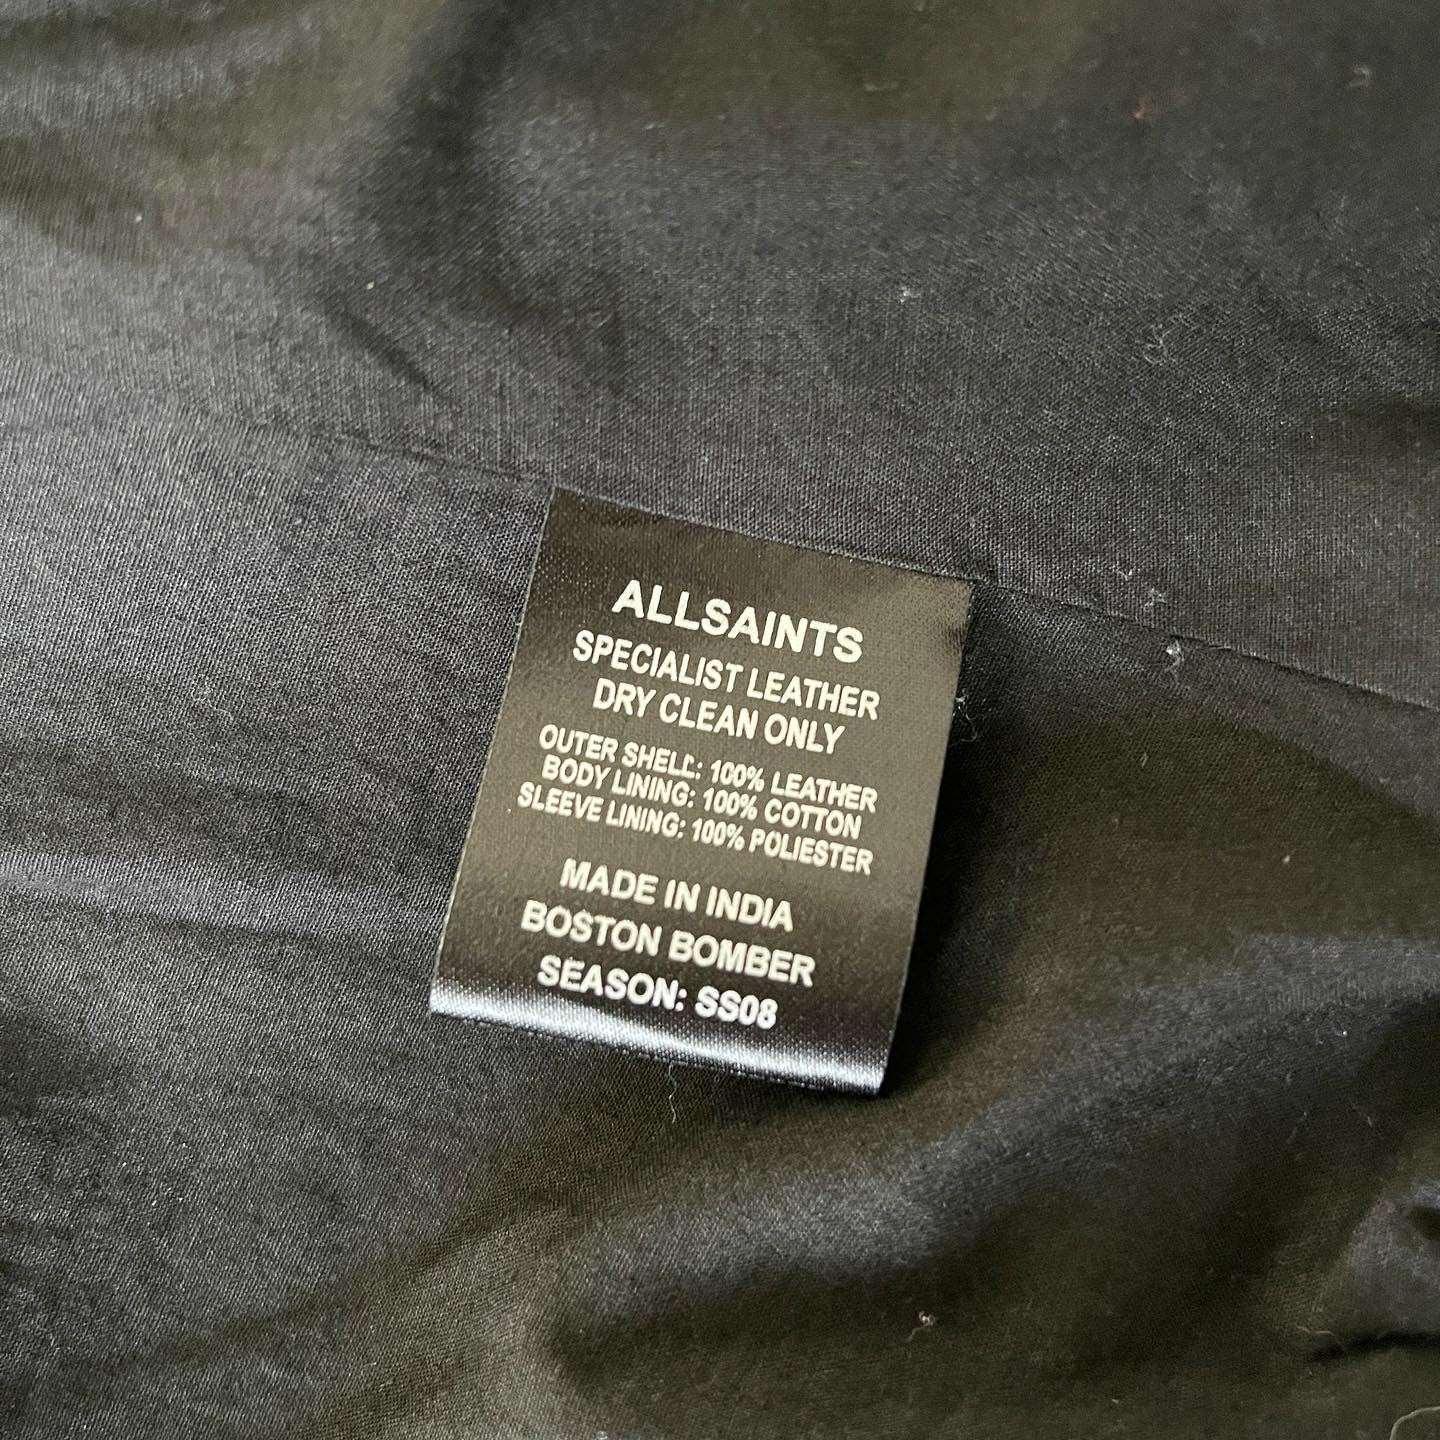 ALLSAINTS
SPECIALIST LEATHER
DRY CLEAN ONLY
OUTER SHELL: 100% LEATHER
BODY LINING: 100% COTTON
SLEEVE LINING: 100% POLIESTER
MADE IN INDIA
BOSTON BOMBER
SEASON: SS08